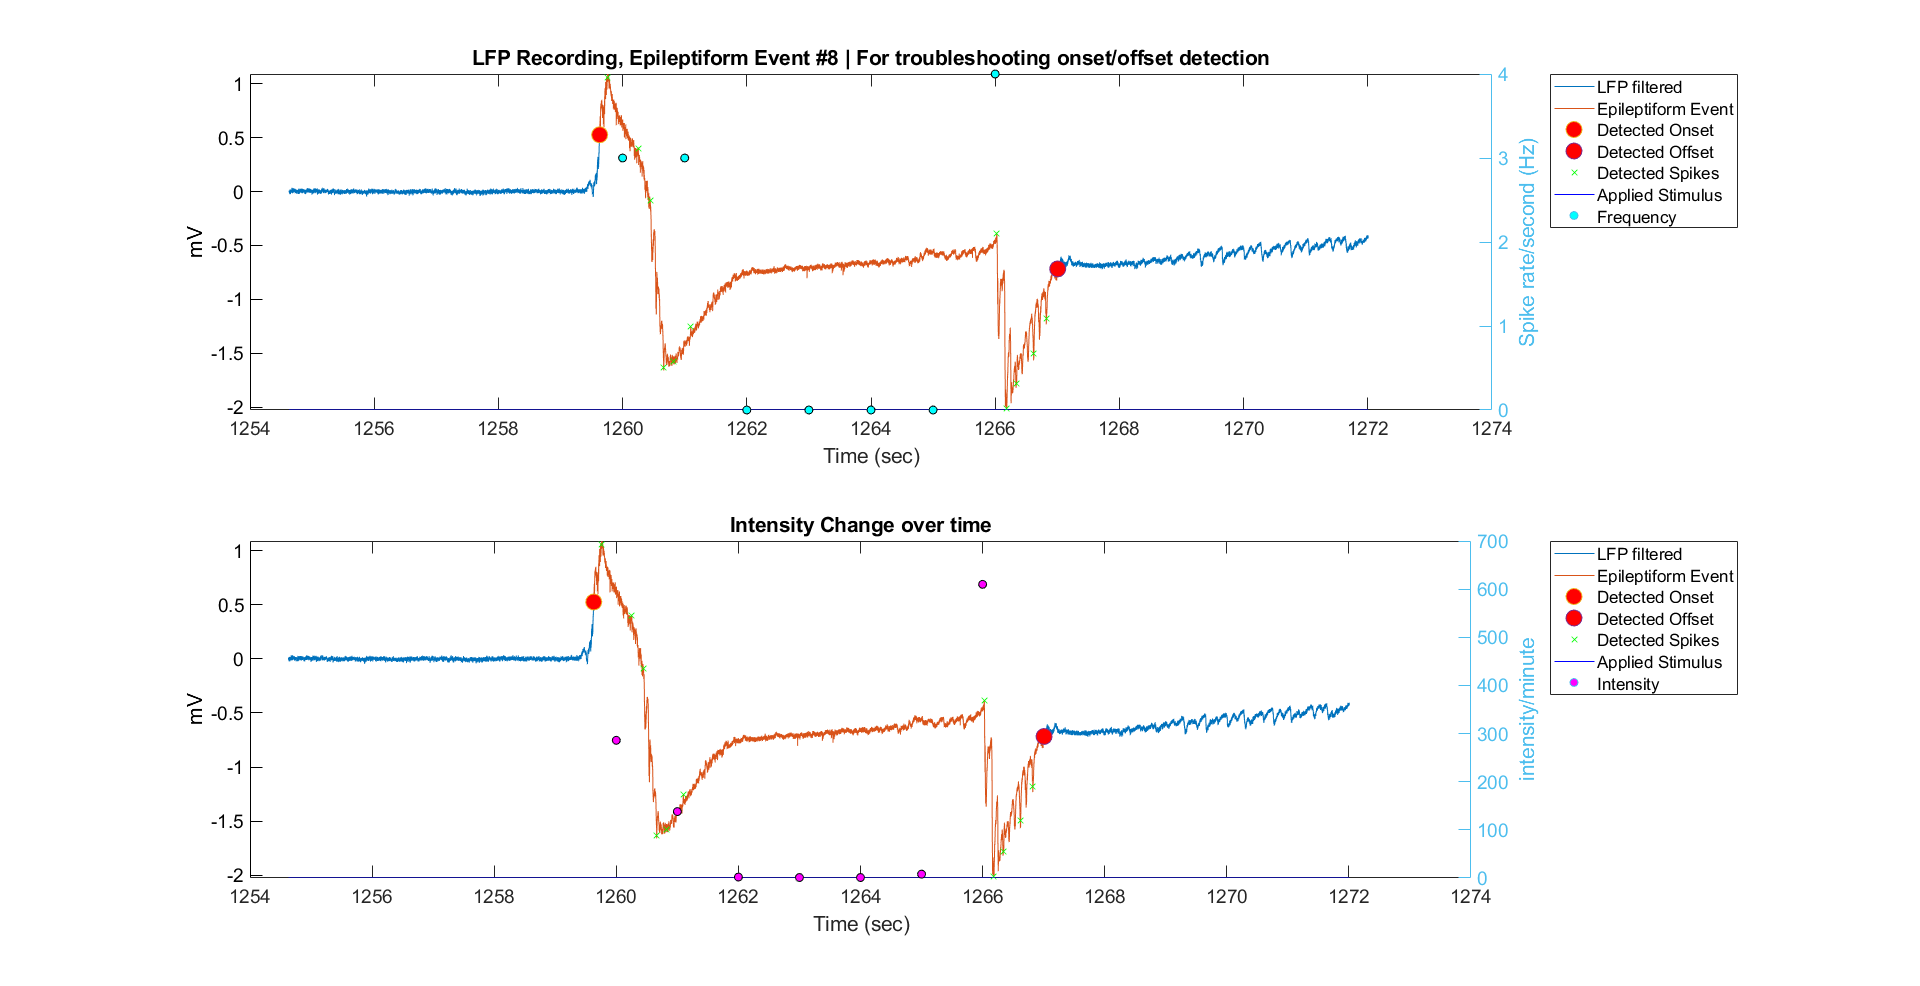 LFP Recording, Epileptiform Event #8 | For troubleshooting onset/offset detection
1
0.5
0
-0.5
-1
-1.5
-2
mV
4
3
2
1
0
Spike rate/second (Hz)
1254 1256 1258 1260 1262 1264 1266 1268 1270 1272 1274
Time (sec)
LFP filtered
Epileptiform Event
Detected Onset
Detected Offset
Detected Spikes
Applied Stimulus
Frequency
Intensity Change over time
1
0.5
0
-0.5
-1
-1.5
-2
mV
700
600
500
400
300
200
100
0
intensity/minute
1254 1256 1258 1260 1262 1264 1266 1268 1270 1272 1274
Time (sec)
LFP filtered
Epileptiform Event
Detected Onset
Detected Offset
Detected Spikes
Applied Stimulus
Intensity